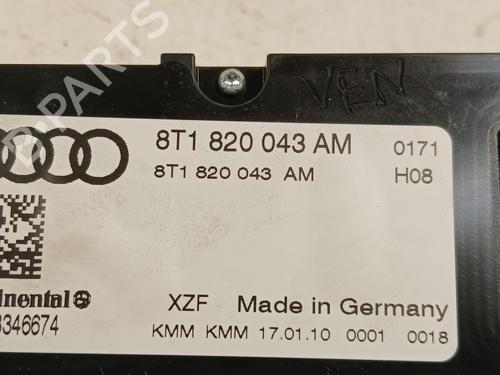 VEN
8T1 820 043 AM 0171
8T1 820 043 AM H08
XZF Made in Germany
3346674
KMM KMM 17.01.10 0001 0018
B-PARTS